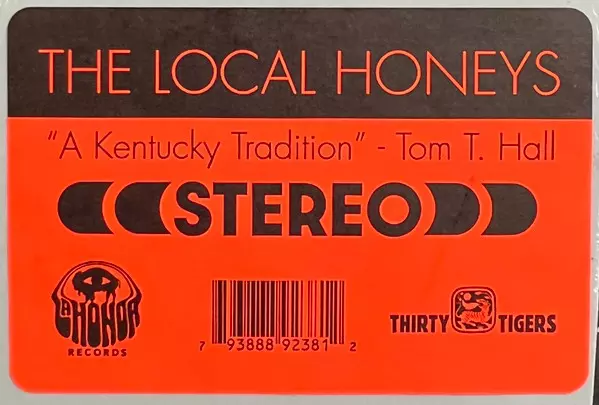 THE LOCAL HONEYS
"A Kentucky Tradition" - Tom T. Hall
STEREO
LA HONDA
RECORDS
7 93888 92381 2
THIRTY TIGERS